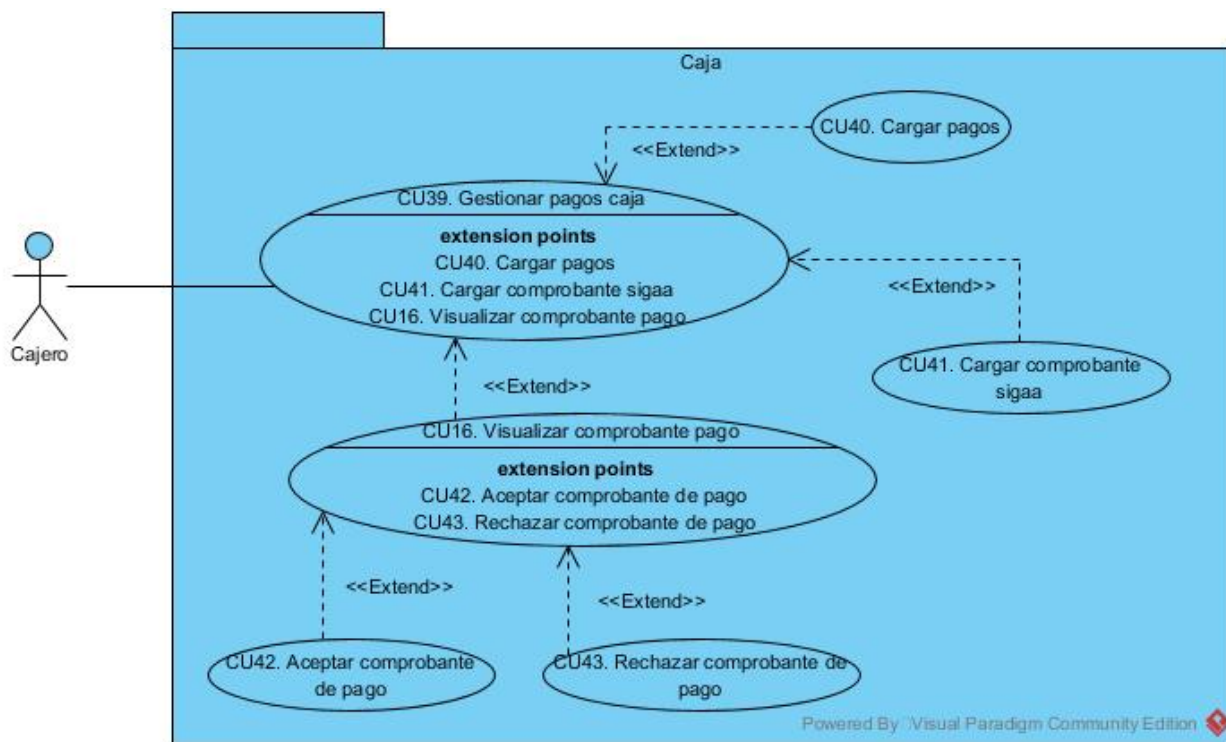 Caja
CU40. Cargar pagos
<<Extend>>
CU39. Gestionar pagos caja
extension points
CU40. Cargar pagos
CU41. Cargar comprobante sigaa
CU16. Visualizar comprobante pago
<<Extend>>
Cajero
CU41. Cargar comprobante
sigaa
<<Extend>>
CU16. Visualizar comprobante pago
extension points
CU42. Aceptar comprobante de pago
CU43. Rechazar comprobante de pago
<<Extend>>
<<Extend>>
CU42. Aceptar comprobante
de pago
CU43. Rechazar comprobante de
pago
Powered By Visual Paradigm Community Edition